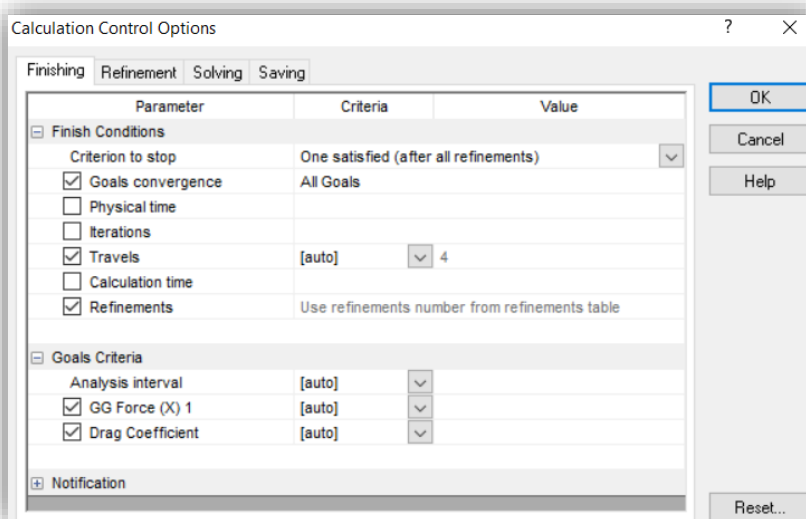 Calculation Control Options ?
Finishing Refinement Solving Saving
Parameter Criteria Value
Finish Conditions
Criterion to stop One satisfied (after all refinements)
Goals convergence All Goals
Physical time
Iterations
Travels [auto] 4
Calculation time
Refinements Use refinements number from refinements table
Goals Criteria
Analysis interval [auto]
GG Force (X) 1 [auto]
Drag Coefficient [auto]
Notification
OK
Cancel
Help
Reset...